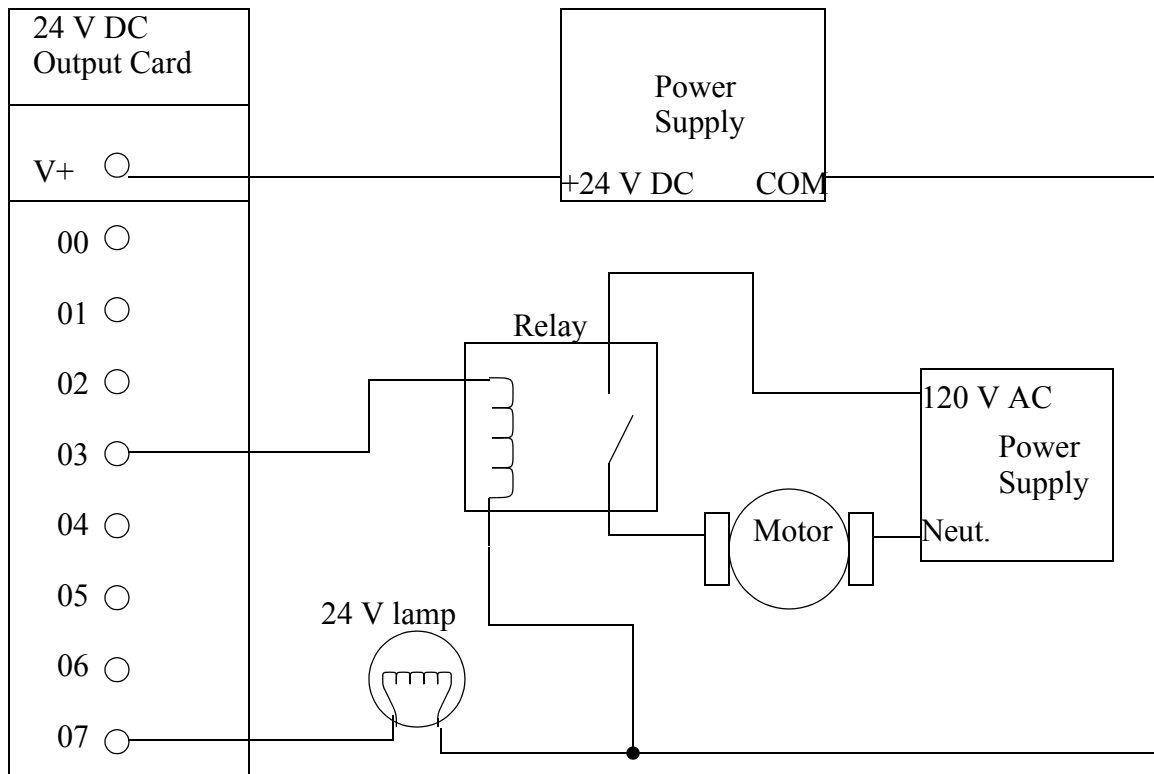 24 V DC
Output Card
V+
00
01
02
03
04
05
06
07
Power
Supply
+24 V DC
COM
Relay
120 V AC
Power
Supply
Motor
Neut.
24 V lamp